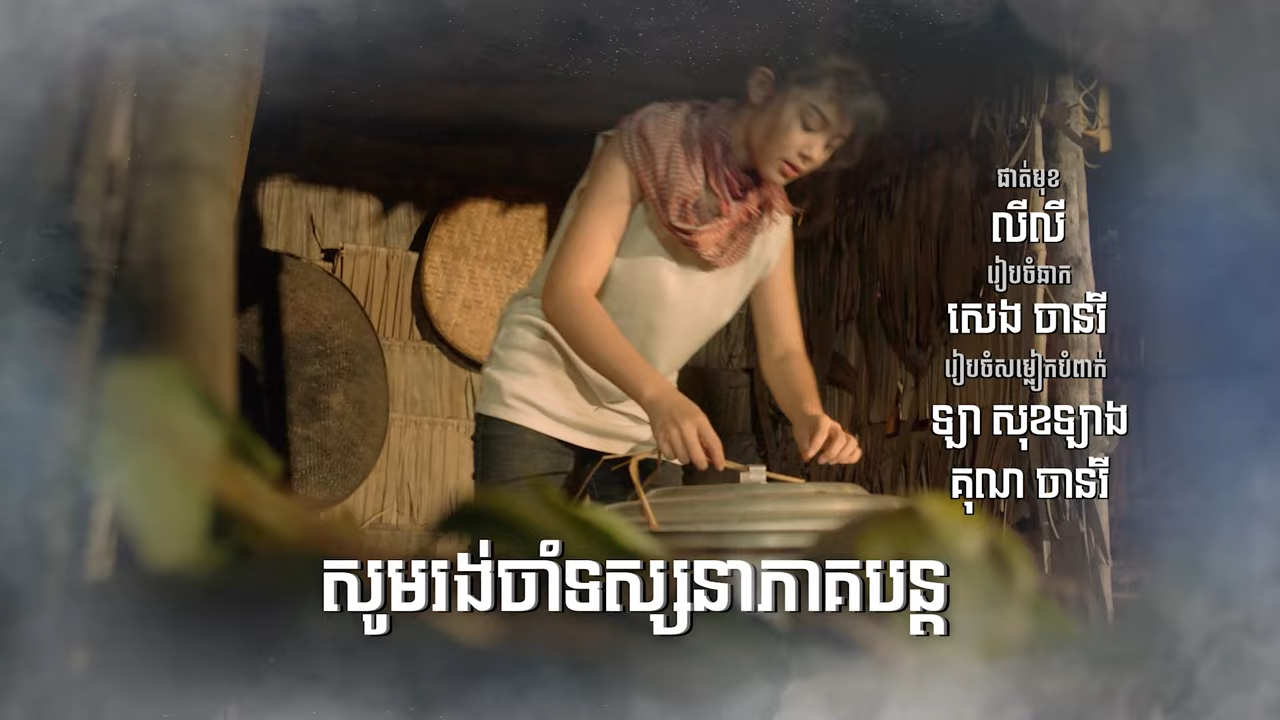 ផាត់មុខ
លីលី
រៀបចំឆាក
សេង ចាន់រី
រៀបចំសម្លៀកបំពាក់
ឡា សុខឡាង
គុណ ចាន់រី
សូមរង់ចាំទស្សនាភាគបន្ត